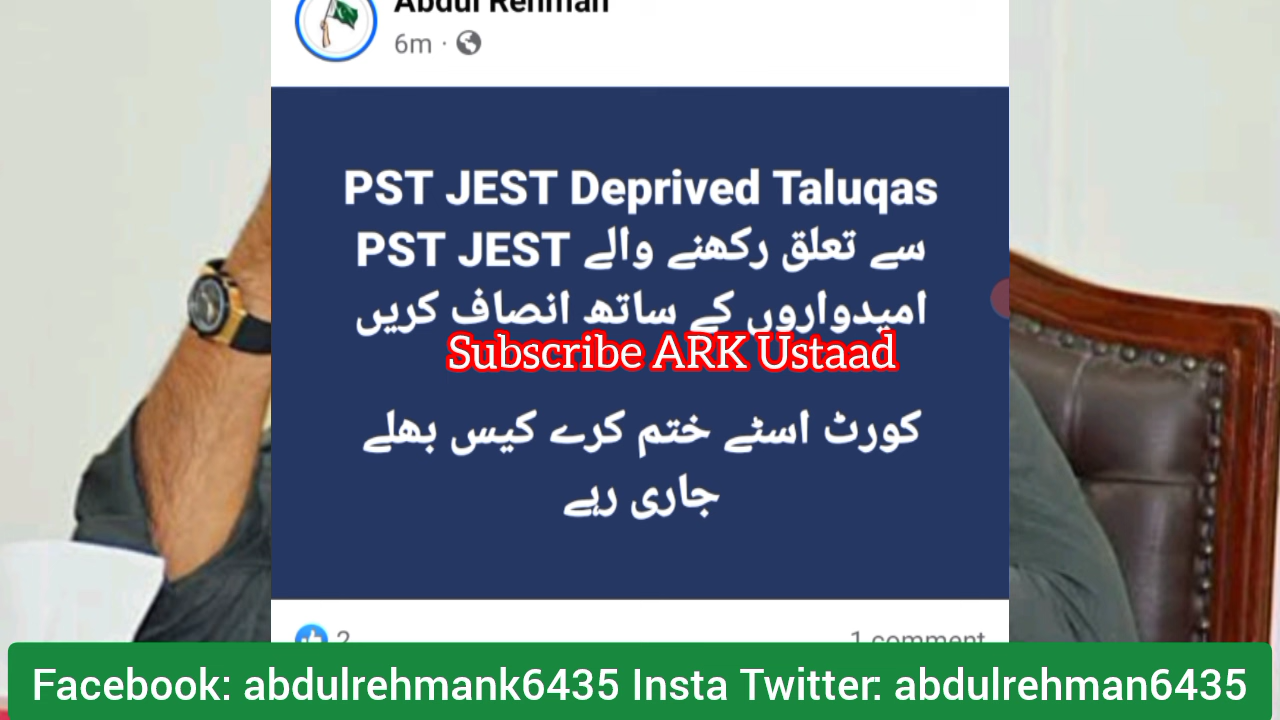 Abdul Rehman
6m ·
PST JEST Deprived Taluqas
سے تعلق رکھنے والے PST JEST
امیدواروں کے ساتھ انصاف کریں
Subscribe ARK Ustaad
کورٹ اسٹے ختم کرے کیس بھلے
جاری رہے
2 1 comment
Facebook: abdulrehmank6435 Insta Twitter: abdulrehman6435